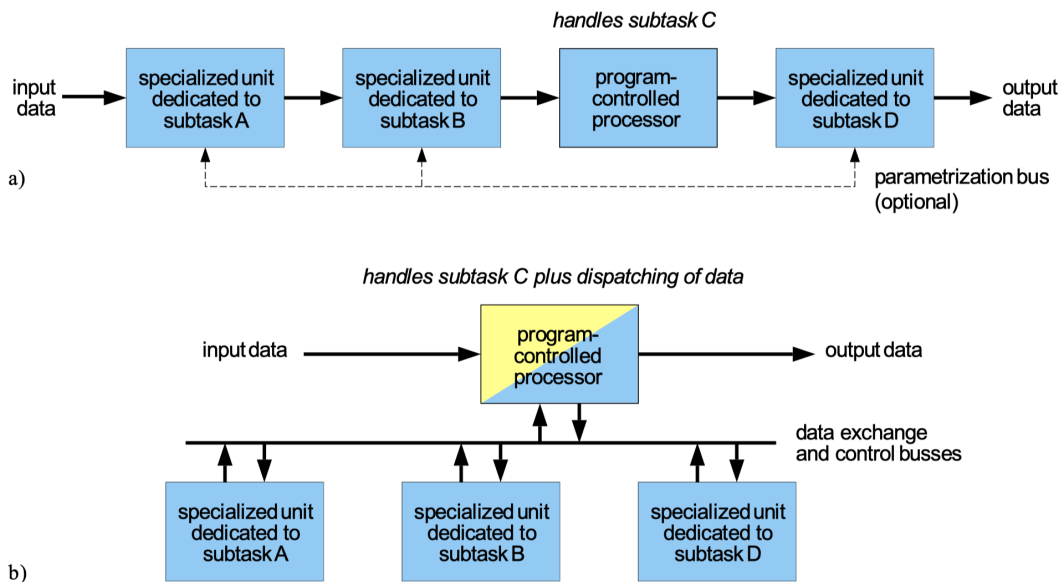 handles subtask C
input
data
specialized unit
dedicated to
subtask A
specialized unit
dedicated to
subtask B
program-
controlled
processor
specialized unit
dedicated to
subtask D
output
data
a)
parametrization bus
(optional)
handles subtask C plus dispatching of data
input data
program-
controlled
processor
output data
data exchange
and control busses
specialized unit
dedicated to
subtask A
specialized unit
dedicated to
subtask B
specialized unit
dedicated to
subtask D
b)